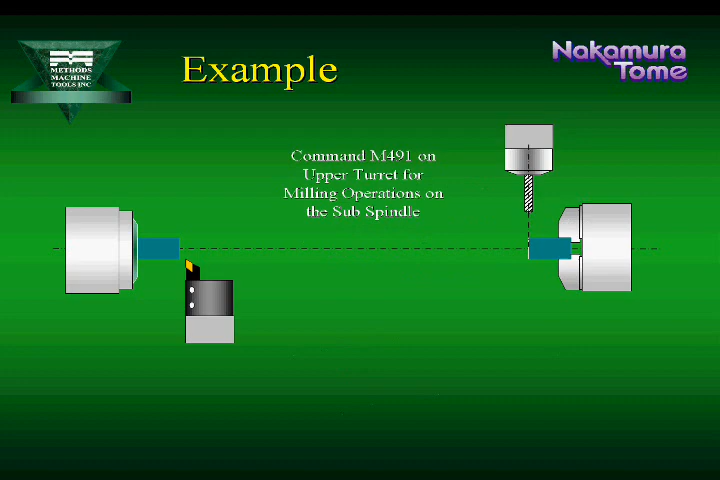 METHODS
MACHINE
TOOLS INC
Example
Nakamura
Tome
Command M491 on
Upper Turret for
Milling Operations on
the Sub Spindle